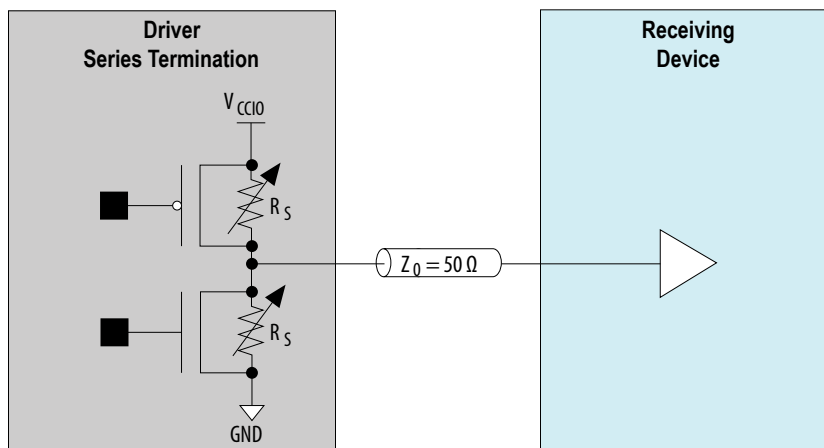 Driver
Series Termination
Receiving
Device
V CCIO
R S
Z 0 = 50 Ω
R S
GND